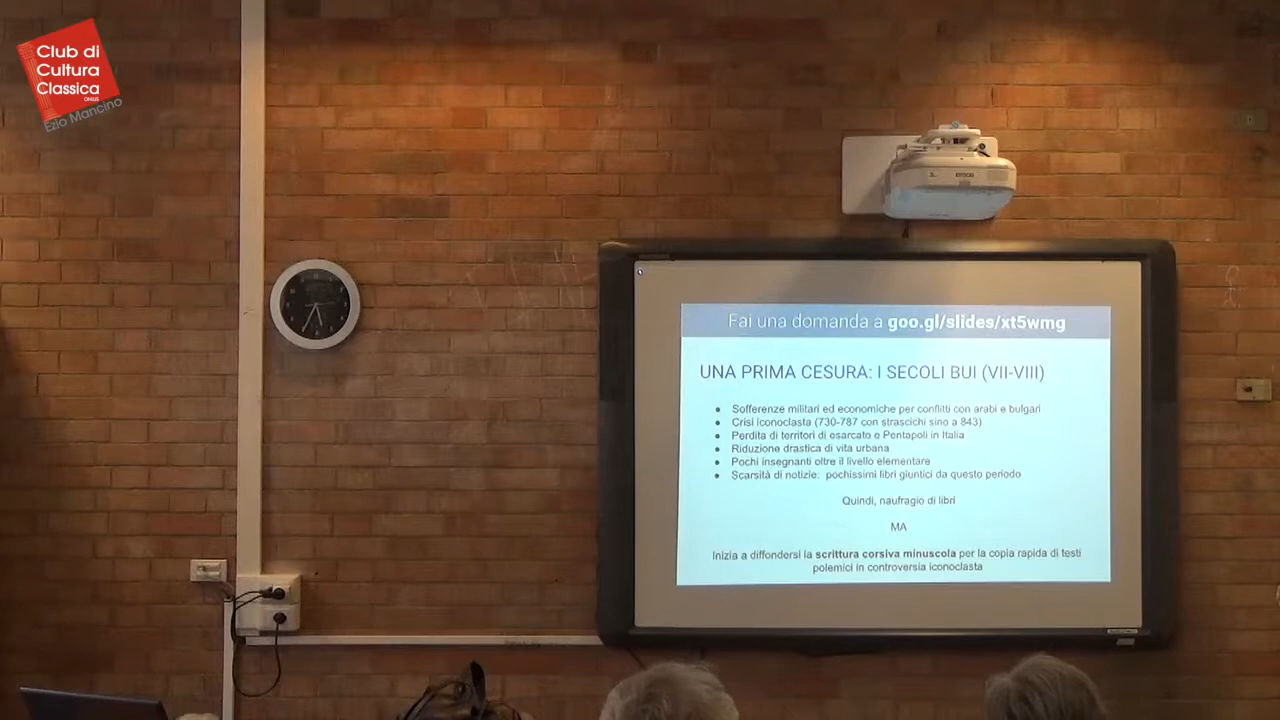 Club di
Cultura
Classica
ONLUS
Ezio Mancino
EPSON
Fai una domanda a goo.gl/slides/xt5wmg
UNA PRIMA CESURA: I SECOLI BUI (VII-VIII)
● Sofferenze militari ed economiche per conflitti con arabi e bulgari
● Crisi iconoclasta (730-787 con strascichi sino a 843)
● Perdita di territori di esarcato e Pentapoli in Italia
● Riduzione drastica di vita urbana
● Pochi insegnanti oltre il livello elementare
● Scarsità di notizie: pochissimi libri giuntici da questo periodo
Quindi, naufragio di libri
MA
Inizia a diffondersi la scrittura corsiva minuscola per la copia rapida di testi
polemici in controversia iconoclasta